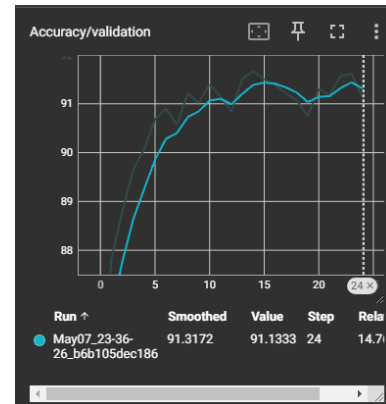 Accuracy/validation
91
90
89
88
0 5 10 15 20 24 ×
Run ↑ Smoothed Value Step Rela
May07_23-36-
26_b6b105dec186 91.3172 91.1333 24 14.7